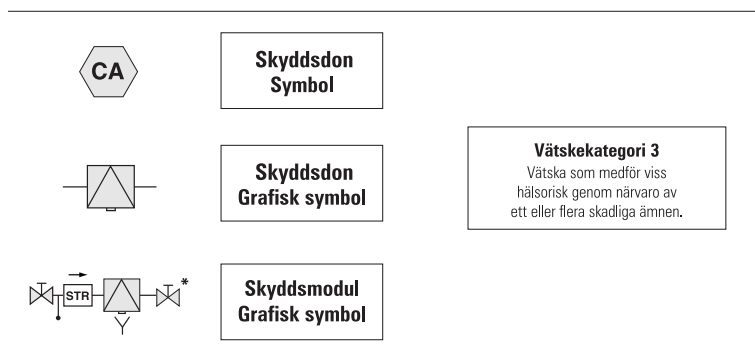 CA
Skyddsdon
Symbol
Skyddsdon
Grafisk symbol
Vätskekategori 3
Vätska som medför viss
hälsorisk genom närvaro av
ett eller flera skadliga ämnen.
STR
*
Skyddsmodul
Grafisk symbol